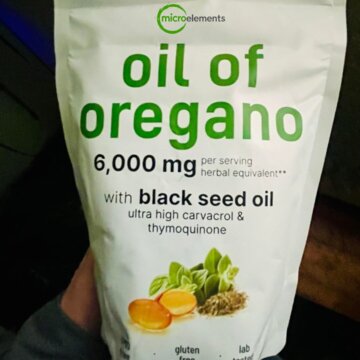 microelements
oil of
oregano
6,000 mg per serving
herbal equivalent**
with black seed oil
ultra high carvacrol &
thymoquinone
gluten
free
lab